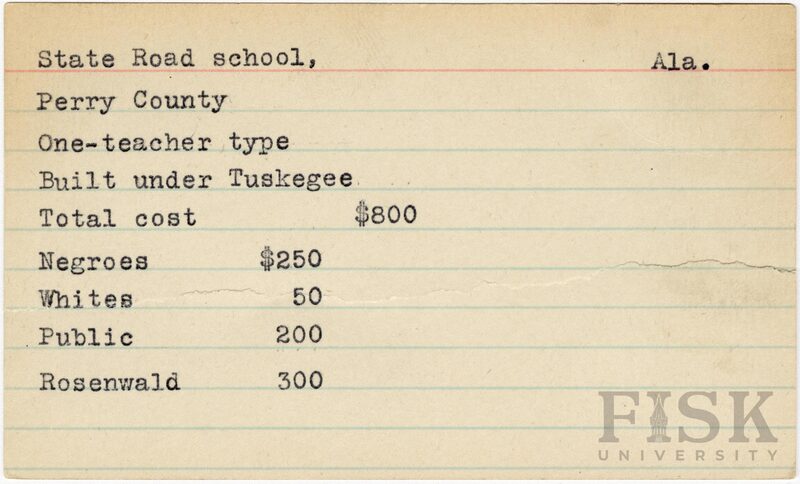 State Road school, Ala.
Perry County
One-teacher type
Built under Tuskegee
Total cost $800
Negroes $250
Whites 50
Public 200
Rosenwald 300
FISK
UNIVERSITY